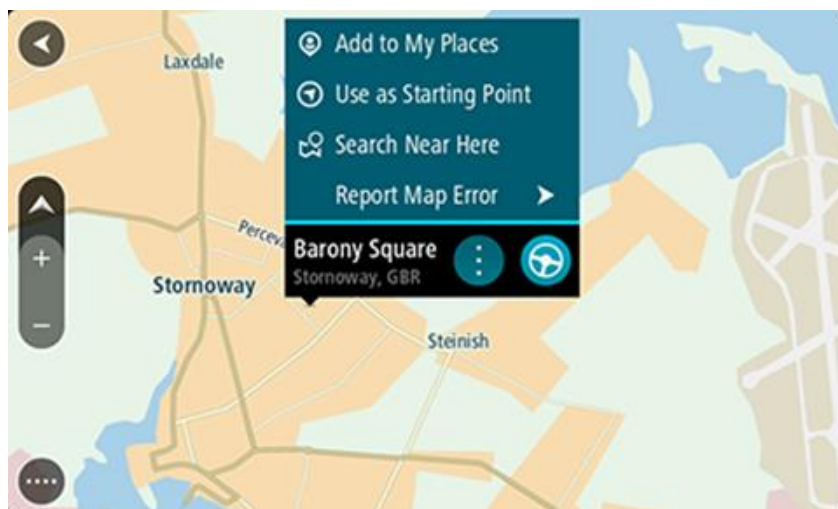 Laxdale
Add to My Places
Use as Starting Point
Search Near Here
Report Map Error
Barony Square
Stornoway, GBR
Stornoway
Steinish